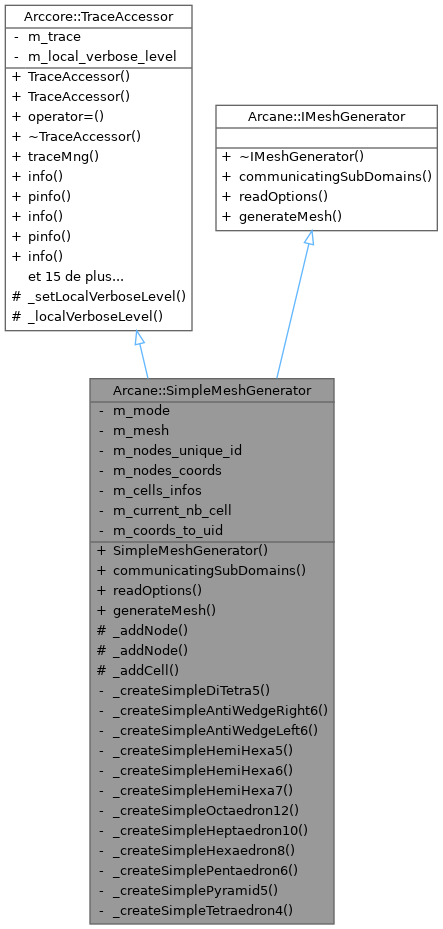 Arccore::TraceAccessor
- m_trace
- m_local_verbose_level
+ TraceAccessor()
+ TraceAccessor()
+ operator=()
+ ~TraceAccessor()
+ traceMng()
+ info()
+ pinfo()
+ info()
+ pinfo()
+ info()
et 15 de plus...
# _setLocalVerboseLevel()
# _localVerboseLevel()
Arcane::IMeshGenerator
+ ~IMeshGenerator()
+ communicatingSubDomains()
+ readOptions()
+ generateMesh()
Arcane::SimpleMeshGenerator
- m_mode
- m_mesh
- m_nodes_unique_id
- m_nodes_coords
- m_cells_infos
- m_current_nb_cell
- m_coords_to_uid
+ SimpleMeshGenerator()
+ communicatingSubDomains()
+ readOptions()
+ generateMesh()
# _addNode()
# _addNode()
# _addCell()
- _createSimpleDiTetra5()
- _createSimpleAntiWedgeRight6()
- _createSimpleAntiWedgeLeft6()
- _createSimpleHemiHexa5()
- _createSimpleHemiHexa6()
- _createSimpleHemiHexa7()
- _createSimpleOctaedron12()
- _createSimpleHeptaedron10()
- _createSimpleHexaedron8()
- _createSimplePentaedron6()
- _createSimplePyramid5()
- _createSimpleTetraedron4()